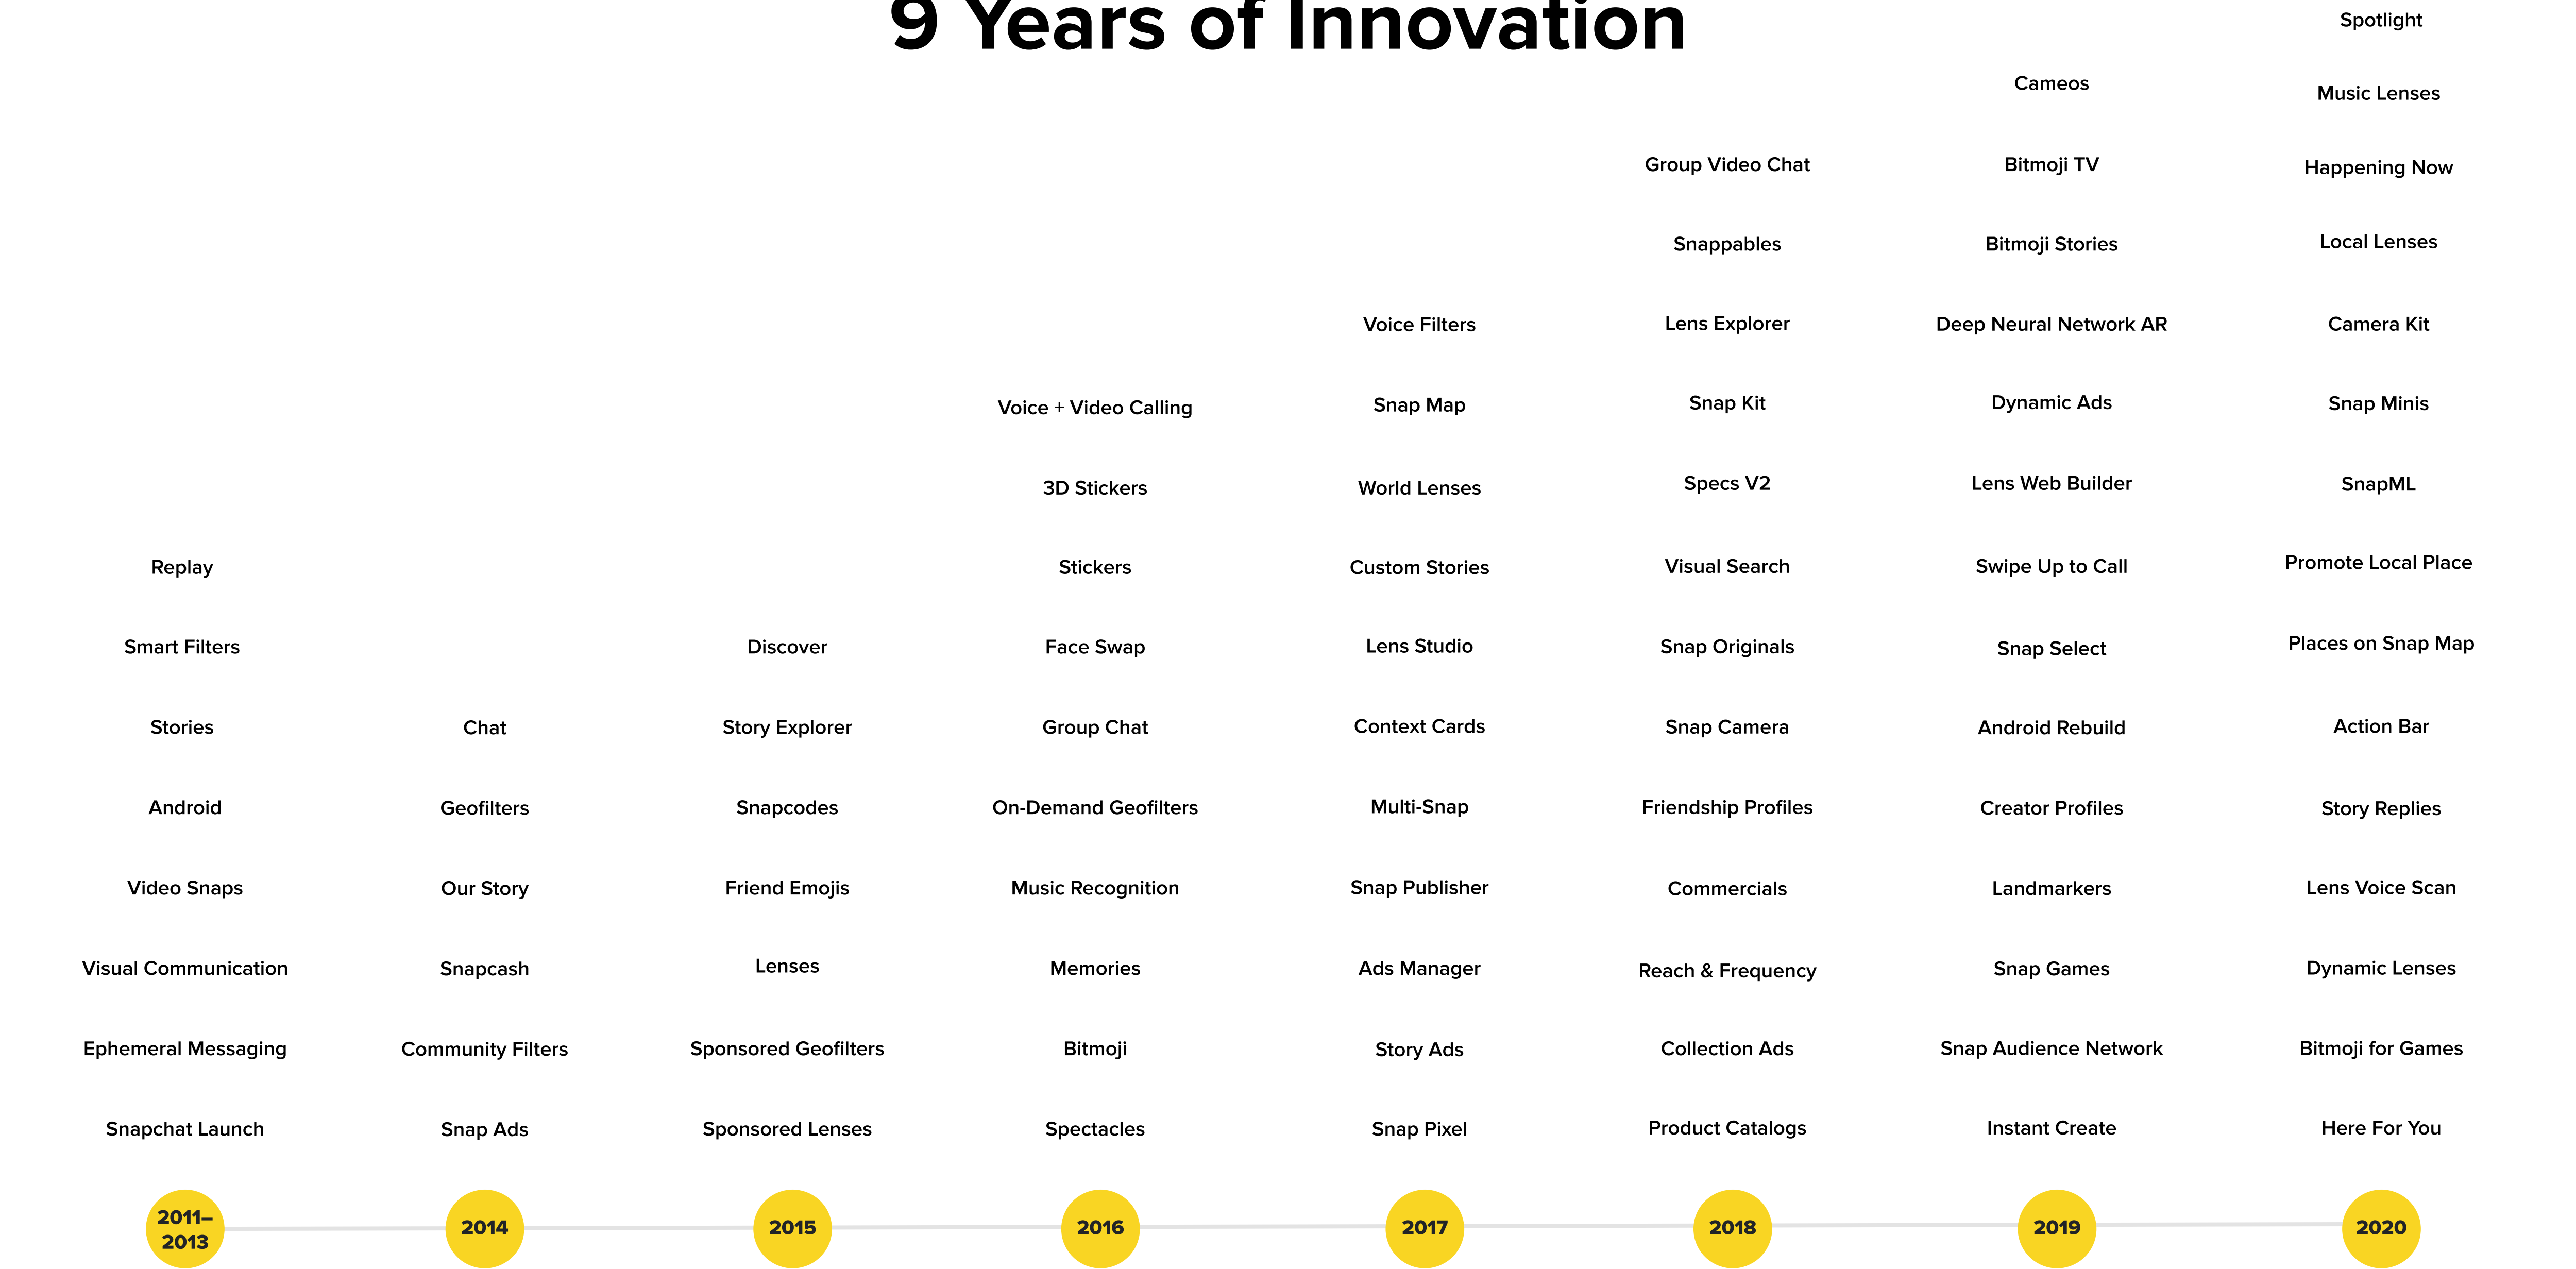 9 Years of Innovation
Replay
Smart Filters
Stories
Android
Video Snaps
Visual Communication
Ephemeral Messaging
Snapchat Launch
2011–
2013
Chat
Geofilters
Our Story
Snapcash
Community Filters
Snap Ads
2014
Discover
Story Explorer
Snapcodes
Friend Emojis
Lenses
Sponsored Geofilters
Sponsored Lenses
2015
Voice + Video Calling
3D Stickers
Stickers
Face Swap
Group Chat
On-Demand Geofilters
Music Recognition
Memories
Bitmoji
Spectacles
2016
Voice Filters
Snap Map
World Lenses
Custom Stories
Lens Studio
Context Cards
Multi-Snap
Snap Publisher
Ads Manager
Story Ads
Snap Pixel
2017
Group Video Chat
Snappables
Lens Explorer
Snap Kit
Specs V2
Visual Search
Snap Originals
Snap Camera
Friendship Profiles
Commercials
Reach & Frequency
Collection Ads
Product Catalogs
2018
Cameos
Bitmoji TV
Bitmoji Stories
Deep Neural Network AR
Dynamic Ads
Lens Web Builder
Swipe Up to Call
Snap Select
Android Rebuild
Creator Profiles
Landmarkers
Snap Games
Snap Audience Network
Instant Create
2019
Spotlight
Music Lenses
Happening Now
Local Lenses
Camera Kit
Snap Minis
SnapML
Promote Local Place
Places on Snap Map
Action Bar
Story Replies
Lens Voice Scan
Dynamic Lenses
Bitmoji for Games
Here For You
2020